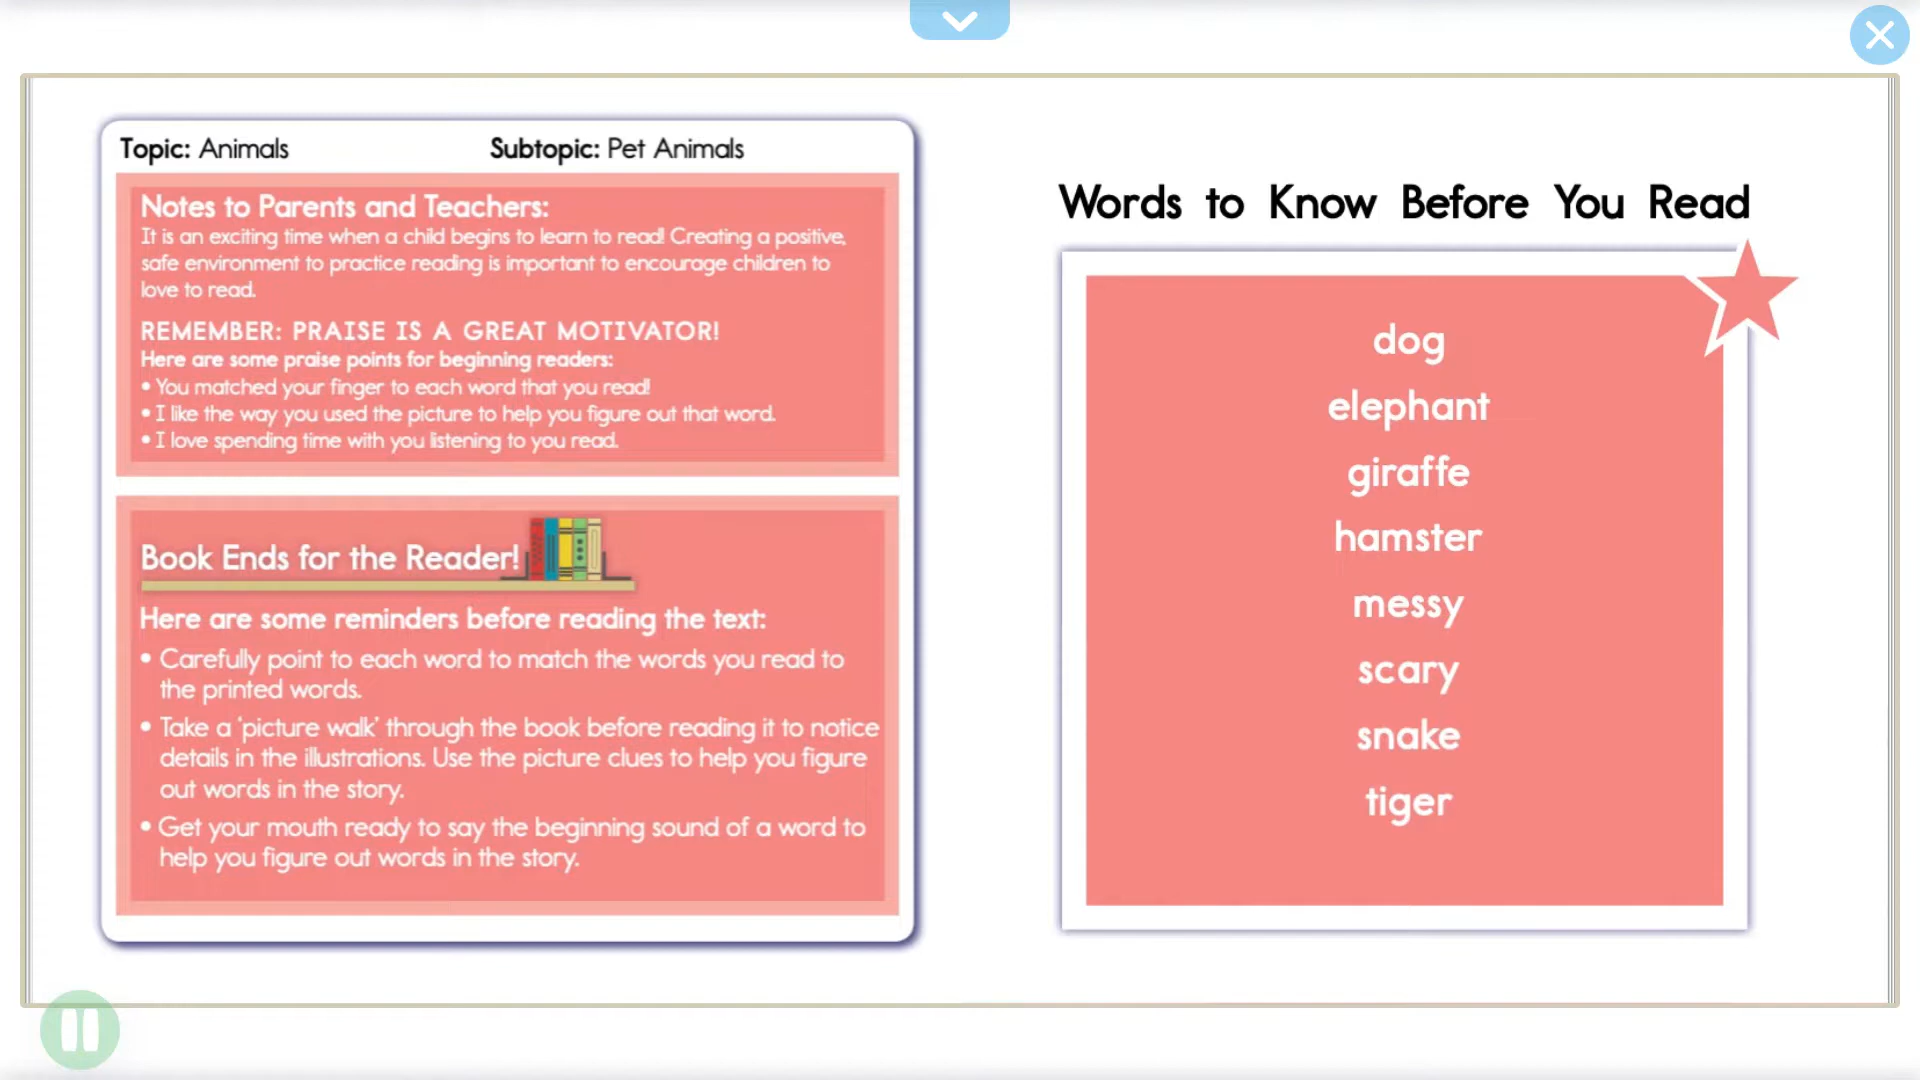 Topic: Animals
Subtopic: Pet Animals
Notes to Parents and Teachers:
It is an exciting time when a child begins to learn to read! Creating a positive,
safe environment to practice reading is important to encourage children to
love to read.
REMEMBER: PRAISE IS A GREAT MOTIVATOR!
Here are some praise points for beginning readers:
• You matched your finger to each word that you read!
• I like the way you used the picture to help you figure out that word.
• I love spending time with you listening to you read.
Book Ends for the Reader!
Here are some reminders before reading the text:
• Carefully point to each word to match the words you read to
the printed words.
• Take a 'picture walk' through the book before reading it to notice
details in the illustrations. Use the picture clues to help you figure
out words in the story.
• Get your mouth ready to say the beginning sound of a word to
help you figure out words in the story.
Words to Know Before You Read
dog
elephant
giraffe
hamster
messy
scary
snake
tiger